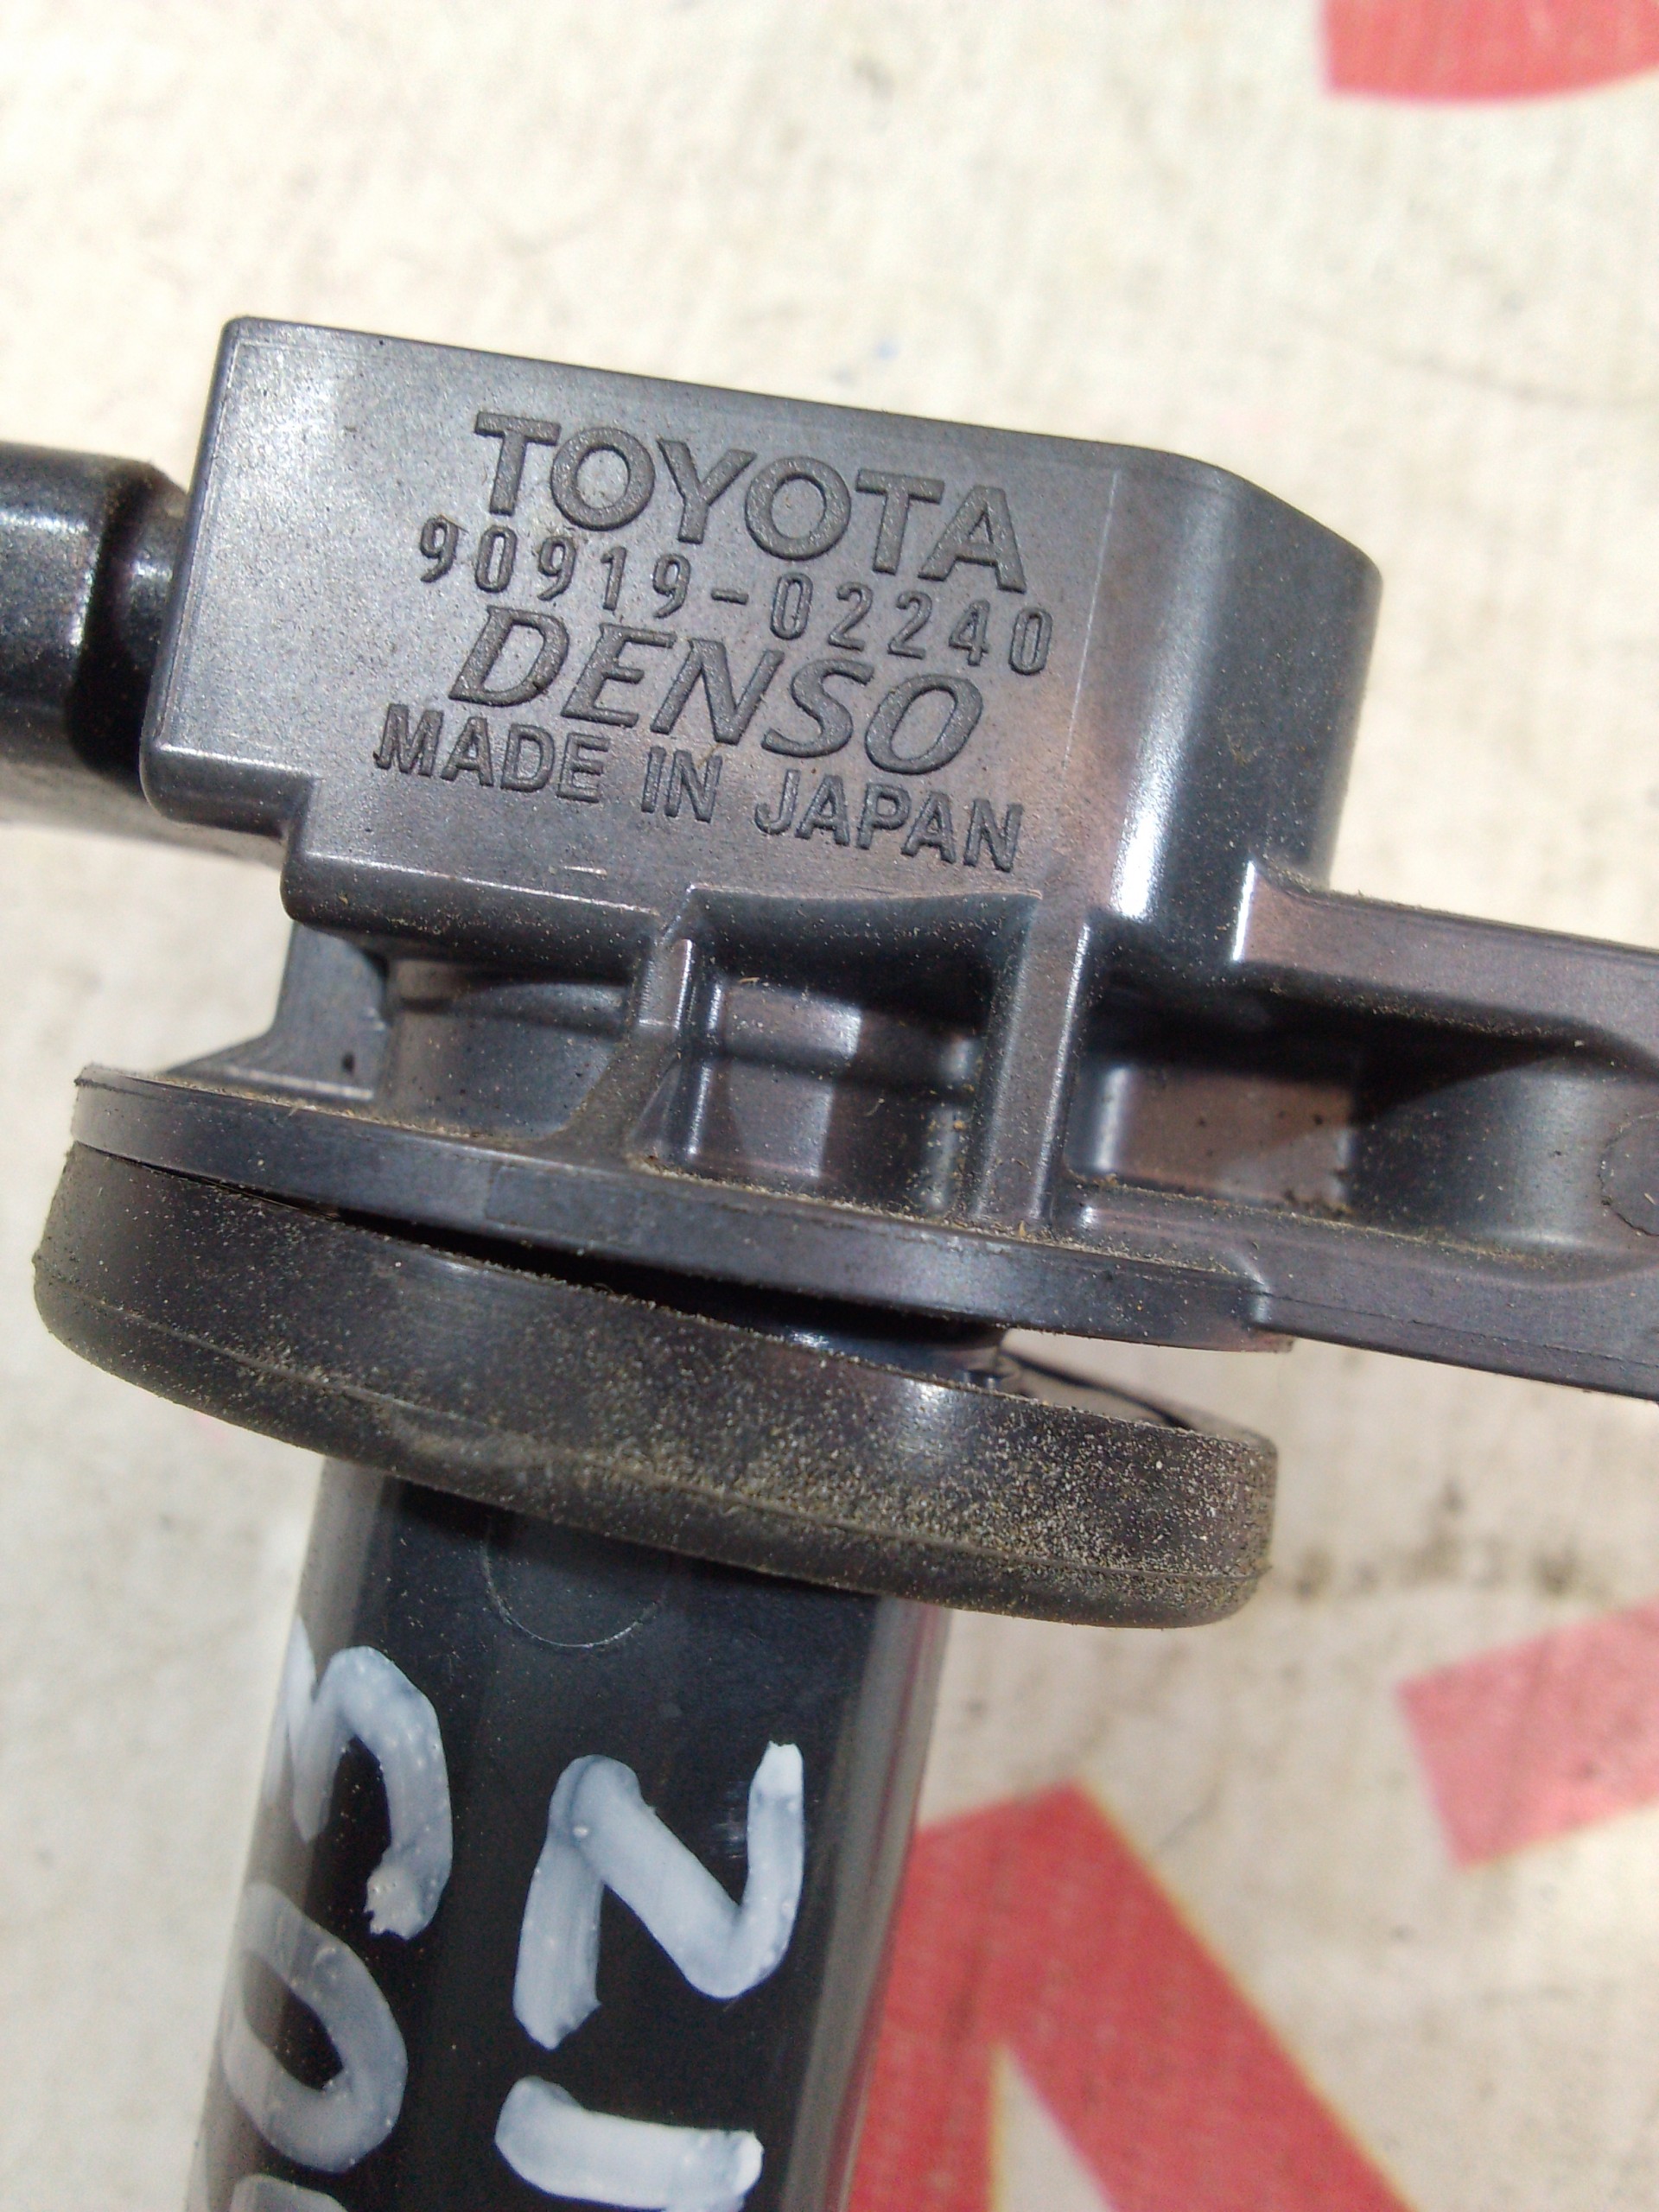 TOYOTA
90919-02240
DENSO
MADE IN JAPAN